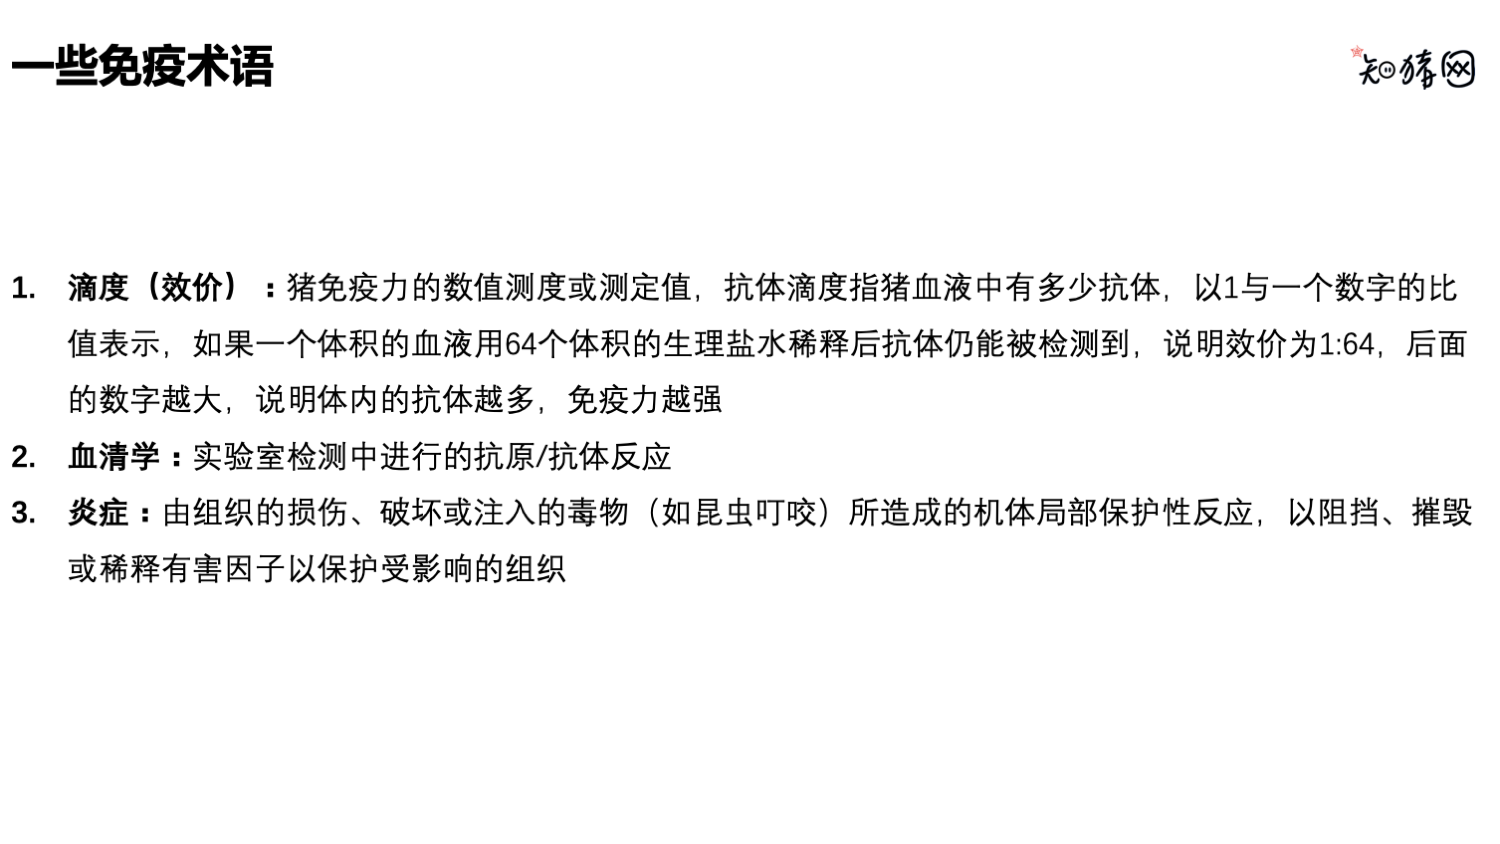 一些免疫术语
知猪网
1. 滴度（效价）：猪免疫力的数值测度或测定值，抗体滴度指猪血液中有多少抗体，以1与一个数字的比
值表示，如果一个体积的血液用64个体积的生理盐水稀释后抗体仍能被检测到，说明效价为1:64，后面
的数字越大，说明体内的抗体越多，免疫力越强
2. 血清学：实验室检测中进行的抗原/抗体反应
3. 炎症：由组织的损伤、破坏或注入的毒物（如昆虫叮咬）所造成的机体局部保护性反应，以阻挡、摧毁
或稀释有害因子以保护受影响的组织